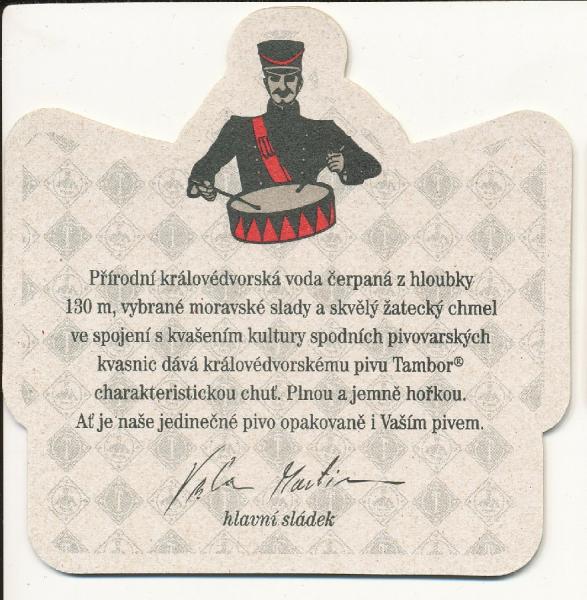 Přírodní královédvorská voda čerpaná z hloubky
130 m, vybrané moravské slady a skvělý žatecký chmel
ve spojení s kvašením kultury spodních pivovarských
kvasnic dává královédvorskému pivu Tambor®
charakteristickou chuť. Plnou a jemně hořkou.
Ať je naše jedinečné pivo opakovaně i Vaším pivem.
Martin
hlavní sládek